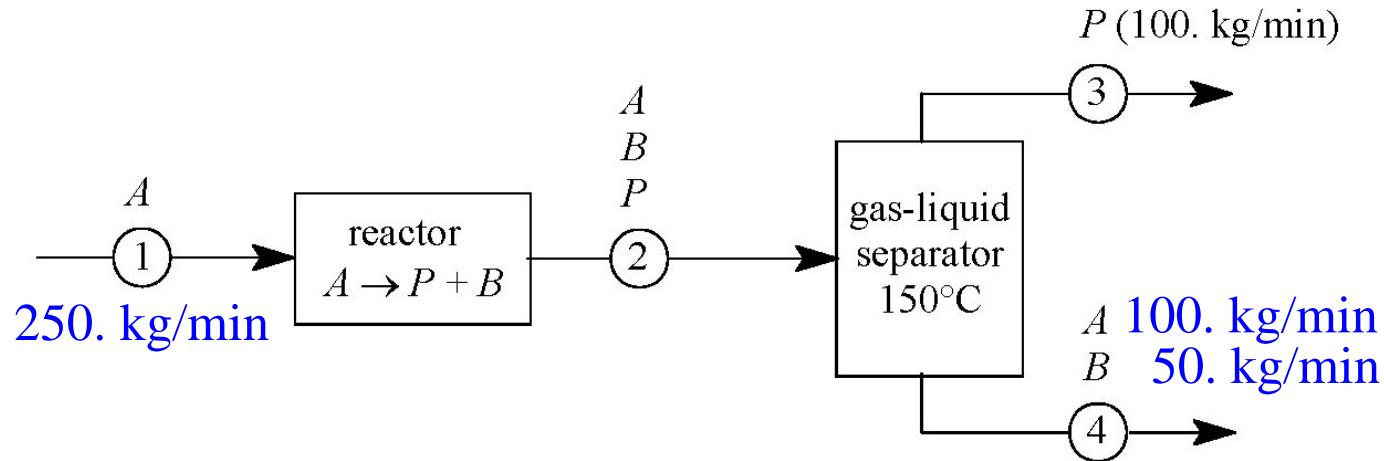 P (100. kg/min)
3
A
B
P
A
1
250. kg/min
reactor
A → P + B
2
gas-liquid
separator
150°C
A 100. kg/min
B 50. kg/min
4